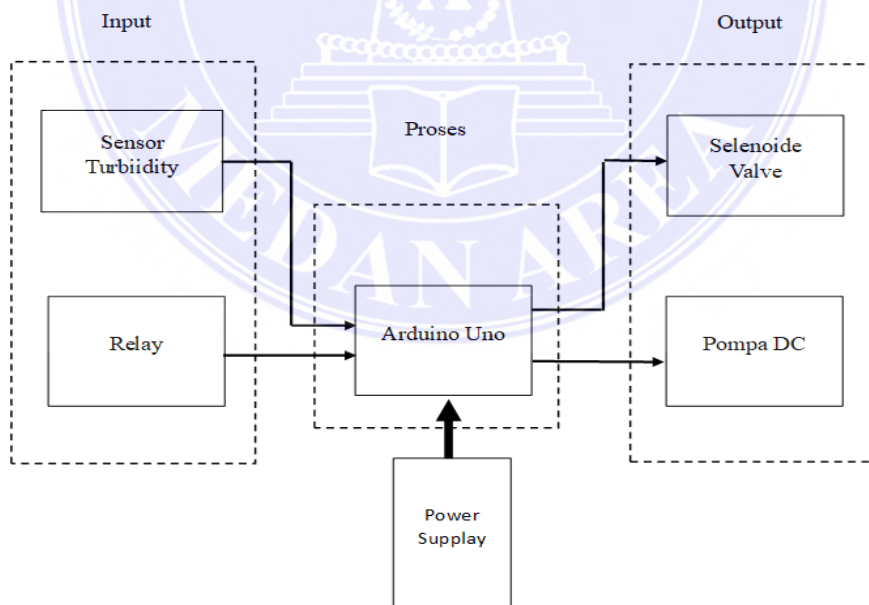 Input
Output
Proses
Sensor
Turbiidity
Selenoide
Valve
Relay
Arduino Uno
Pompa DC
Power
Supplay
MEDAN AREA